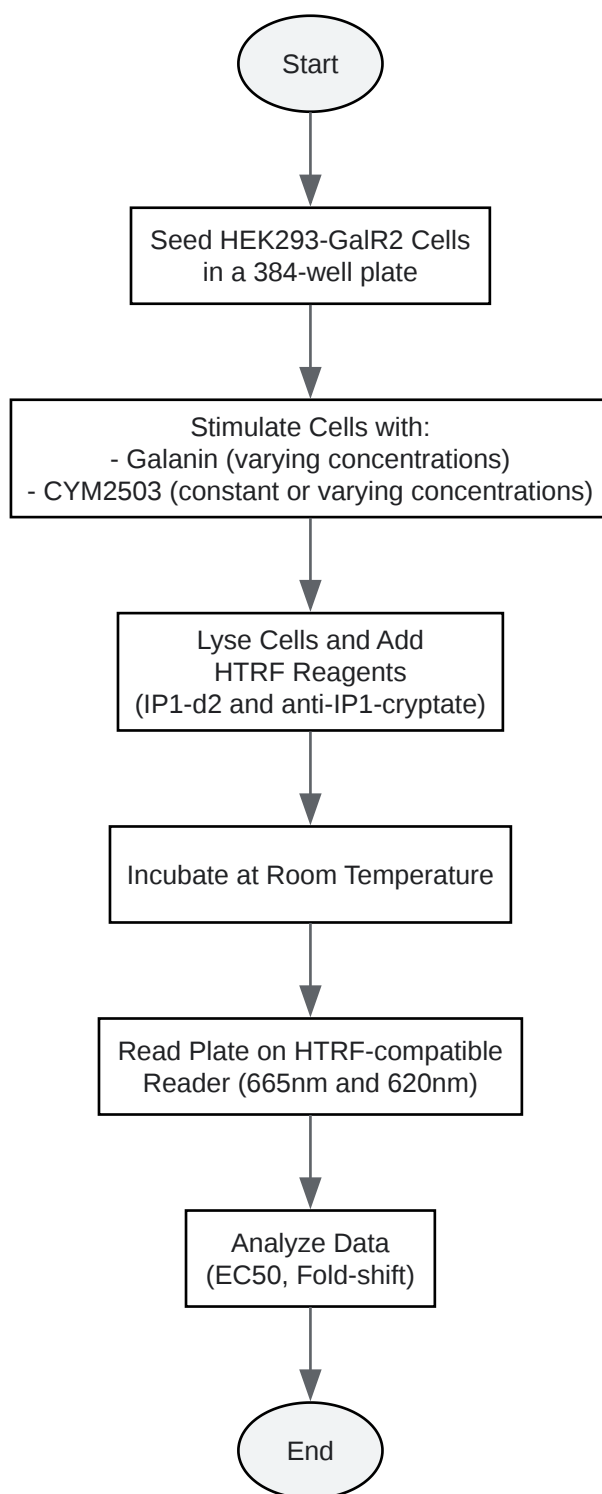 Start
Seed HEK293-GalR2 Cells
in a 384-well plate
Stimulate Cells with:
- Galanin (varying concentrations)
- CYM2503 (constant or varying concentrations)
Lyse Cells and Add
HTRF Reagents
(IP1-d2 and anti-IP1-cryptate)
Incubate at Room Temperature
Read Plate on HTRF-compatible
Reader (665nm and 620nm)
Analyze Data
(EC50, Fold-shift)
End